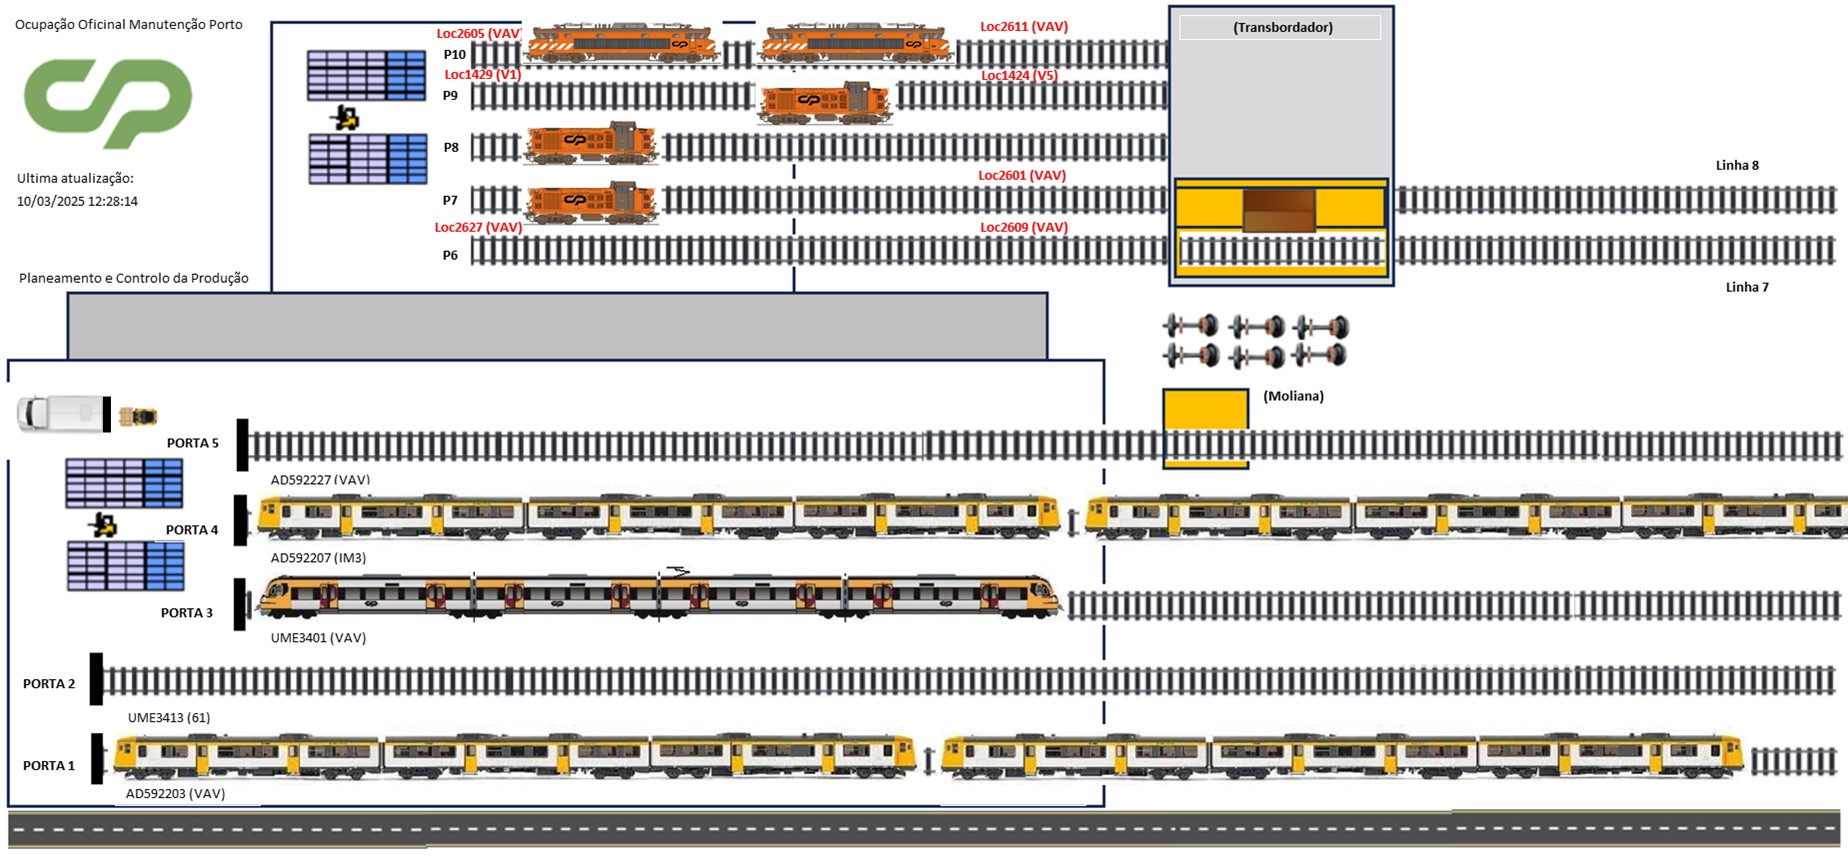 Ocupação Oficinal Manutenção Porto
CP
Ultima atualização:
10/03/2025 12:28:14
Planeamento e Controlo da Produção
Loc2605 (VAV)
Loc2611 (VAV)
P10
Loc1429 (V1)
Loc1424 (V5)
P9
P8
Loc2601 (VAV)
P7
Loc2627 (VAV)
Loc2609 (VAV)
P6
(Transbordador)
Linha 8
Linha 7
(Moliana)
PORTA 5
AD592227 (VAV)
PORTA 4
AD592207 (IM3)
PORTA 3
UME3401 (VAV)
PORTA 2
UME3413 (61)
PORTA 1
AD592203 (VAV)